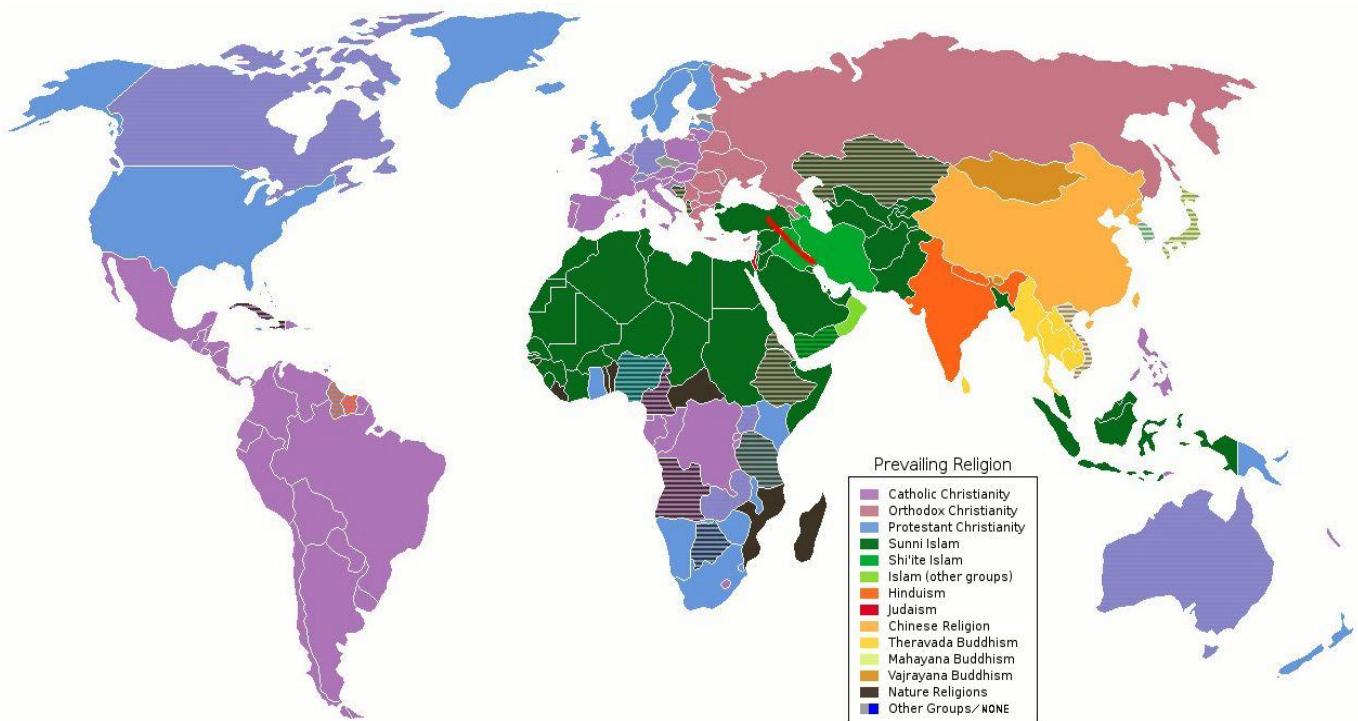 Prevailing Religion
Catholic Christianity
Orthodox Christianity
Protestant Christianity
Sunni Islam
Shi'ite Islam
Islam (other groups)
Hinduism
Judaism
Chinese Religion
Theravada Buddhism
Mahayana Buddhism
Vajrayana Buddhism
Nature Religions
Other Groups/NONE